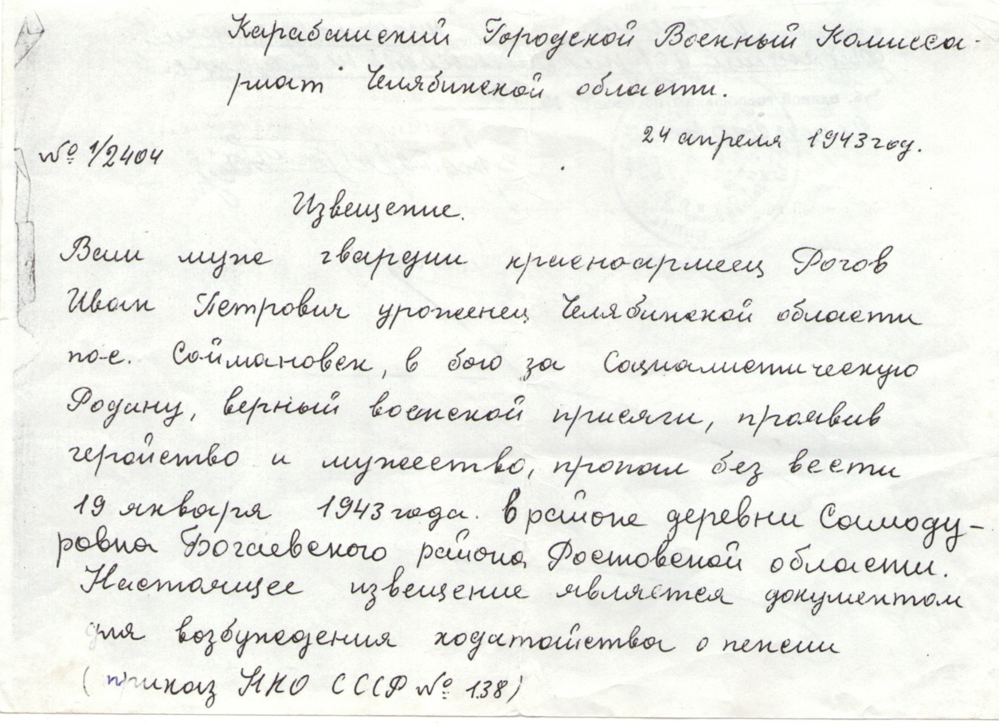 Карабашский Городской Военный Комисса-
риат Челябинской области.
24 апреля 1943 год.
№ 1/2404
Извещение.
Ваш муж гвардии красноармеец Рогов
Иван Петрович уроженец Челябинской области
пос. Соймановск, в бою за Социалистическую
Родину, верный воинской присяги, проявив
геройство и мужество, пропал без вести
19 января 1943 года. в районе деревни Самоду-
ровка Богаевского района Ростовской области.
Настоящее извещение является документом
для возбуждения ходатайства о пенсии
(приказ НКО СССР № 138)